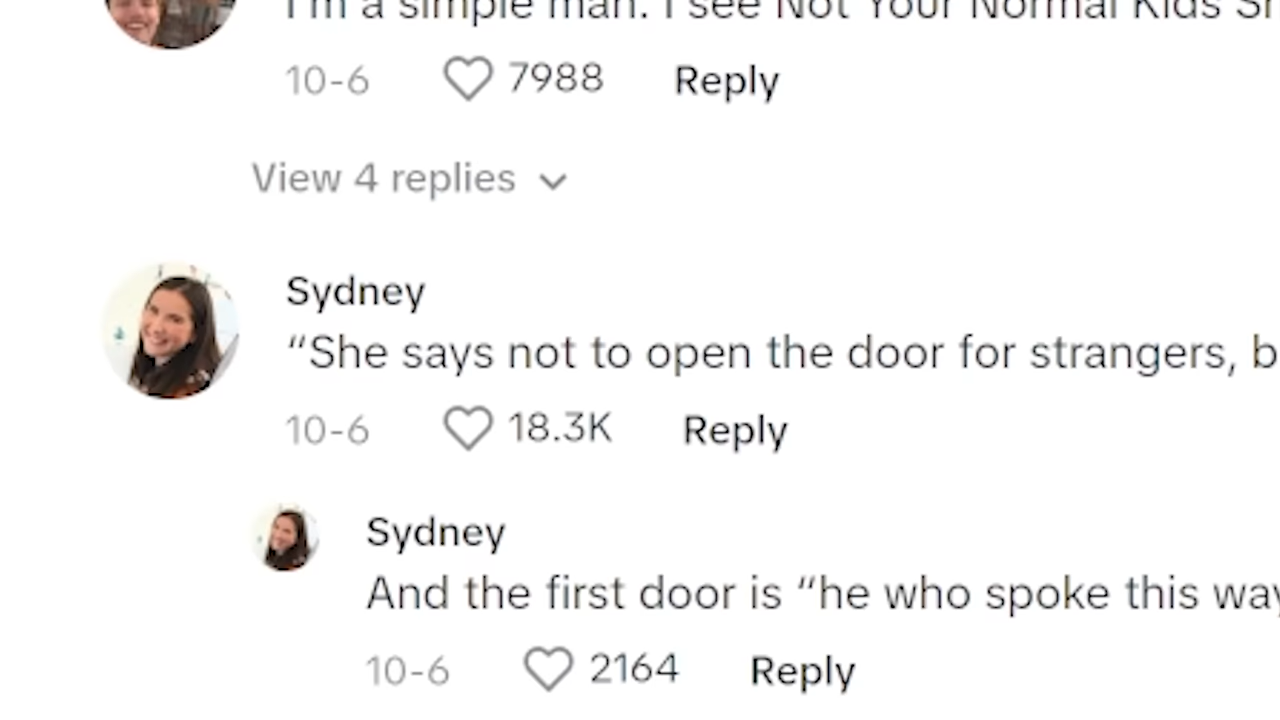 I'm a simple man. I see Not Your Normal Kids
10-6 7988 Reply
View 4 replies
Sydney
“She says not to open the door for strangers, b
10-6 18.3K Reply
Sydney
And the first door is “he who spoke this way
10-6 2164 Reply